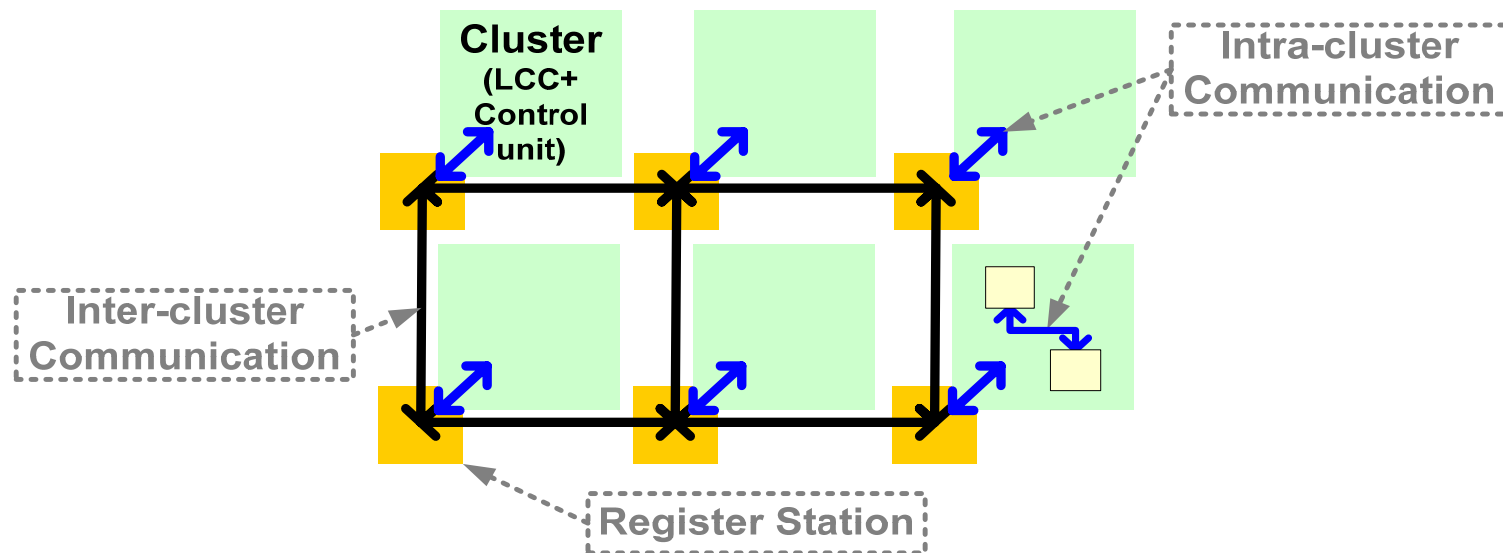 Cluster
(LCC+
Control
unit)
Intra-cluster
Communication
Inter-cluster
Communication
Register Station